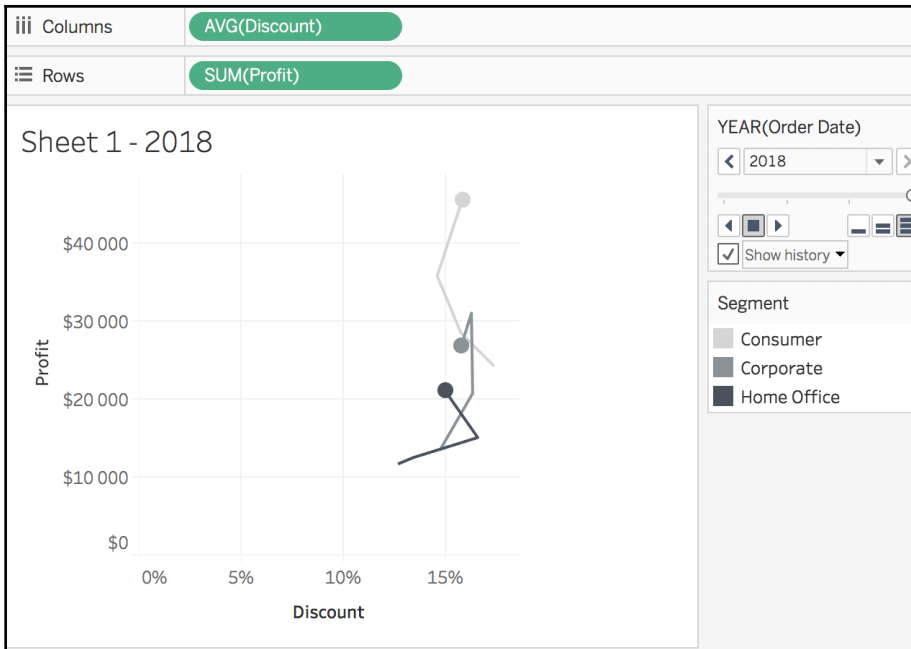 Columns
AVG(Discount)
Rows
SUM(Profit)
Sheet 1 - 2018
$40 000
$30 000
$20 000
$10 000
$0
Profit
0% 5% 10% 15%
Discount
YEAR(Order Date)
2018
Show history
Segment
Consumer
Corporate
Home Office